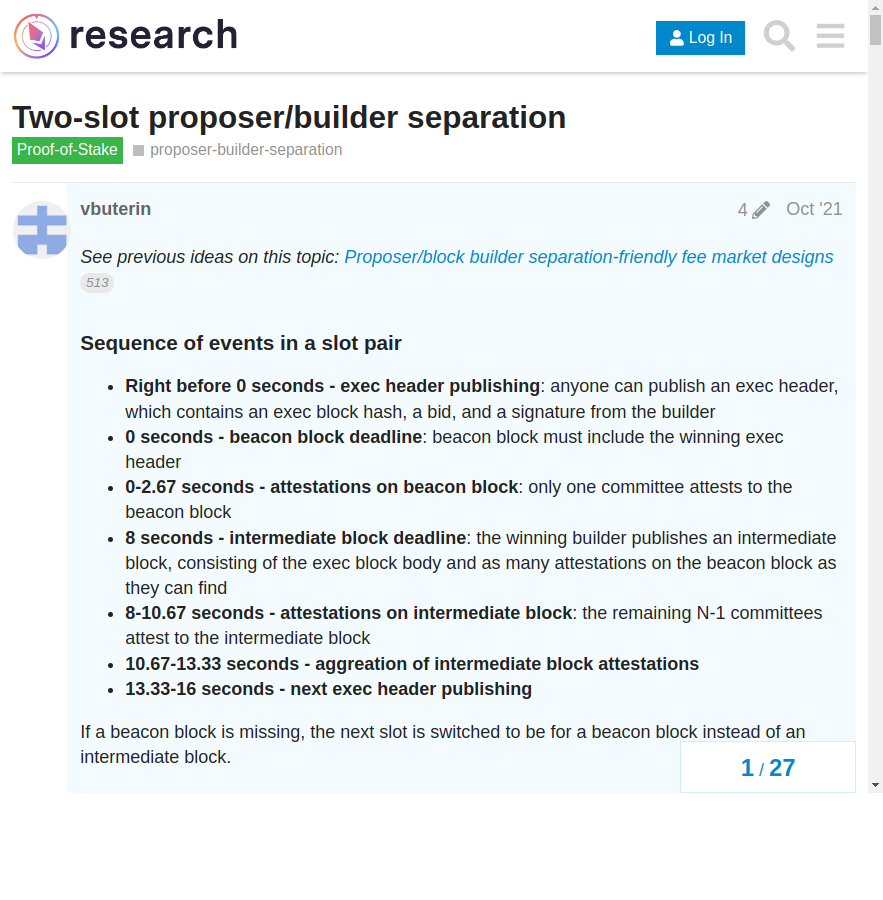 research
Log In
Two-slot proposer/builder separation
Proof-of-Stake proposer-builder-separation
vbuterin 4 Oct '21
See previous ideas on this topic: Proposer/block builder separation-friendly fee market designs
513
Sequence of events in a slot pair
• Right before 0 seconds - exec header publishing: anyone can publish an exec header,
which contains an exec block hash, a bid, and a signature from the builder
• 0 seconds - beacon block deadline: beacon block must include the winning exec
header
• 0-2.67 seconds - attestations on beacon block: only one committee attests to the
beacon block
• 8 seconds - intermediate block deadline: the winning builder publishes an intermediate
block, consisting of the exec block body and as many attestations on the beacon block as
they can find
• 8-10.67 seconds - attestations on intermediate block: the remaining N-1 committees
attest to the intermediate block
• 10.67-13.33 seconds - aggreation of intermediate block attestations
• 13.33-16 seconds - next exec header publishing
If a beacon block is missing, the next slot is switched to be for a beacon block instead of an
intermediate block.
1 / 27